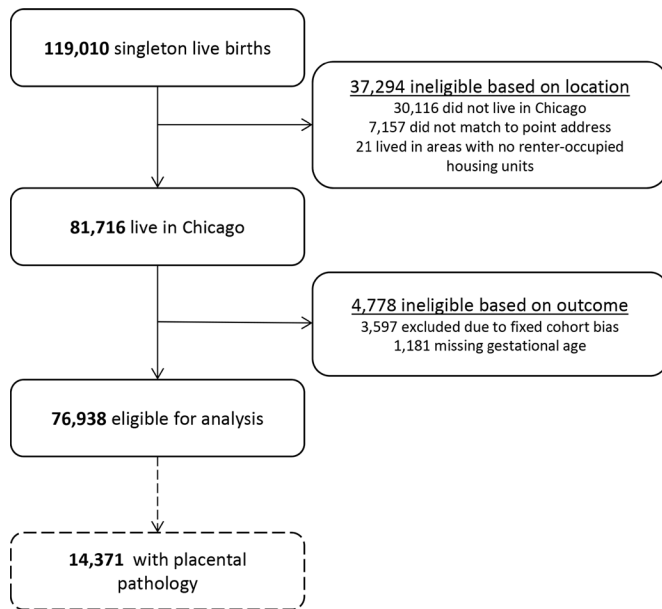 119,010 singleton live births
37,294 ineligible based on location
30,116 did not live in Chicago
7,157 did not match to point address
21 lived in areas with no renter-occupied
housing units
81,716 live in Chicago
4,778 ineligible based on outcome
3,597 excluded due to fixed cohort bias
1,181 missing gestational age
76,938 eligible for analysis
14,371 with placental
pathology